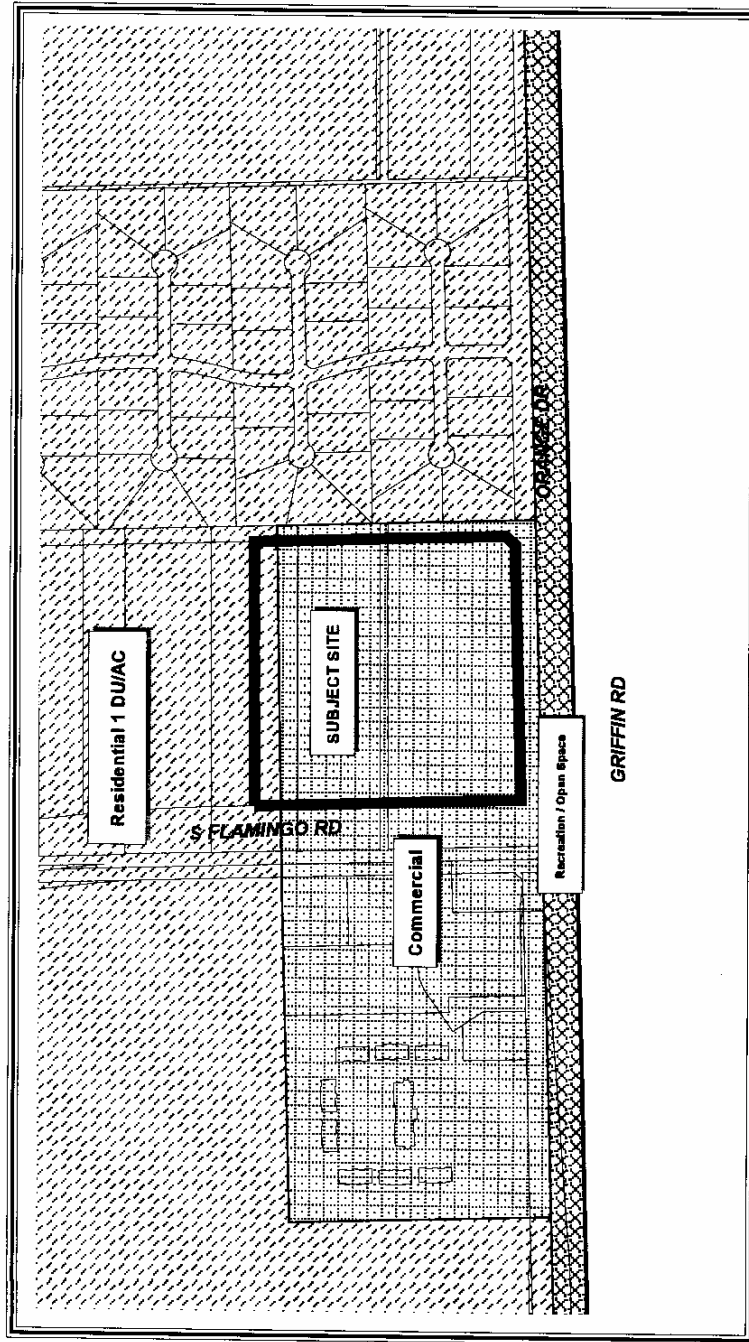 Residential 1 DU/AC
S FLAMINGO RD
SUBJECT SITE
Commercial
ORANGE DR
Recreation / Open Space
GRIFFIN RD